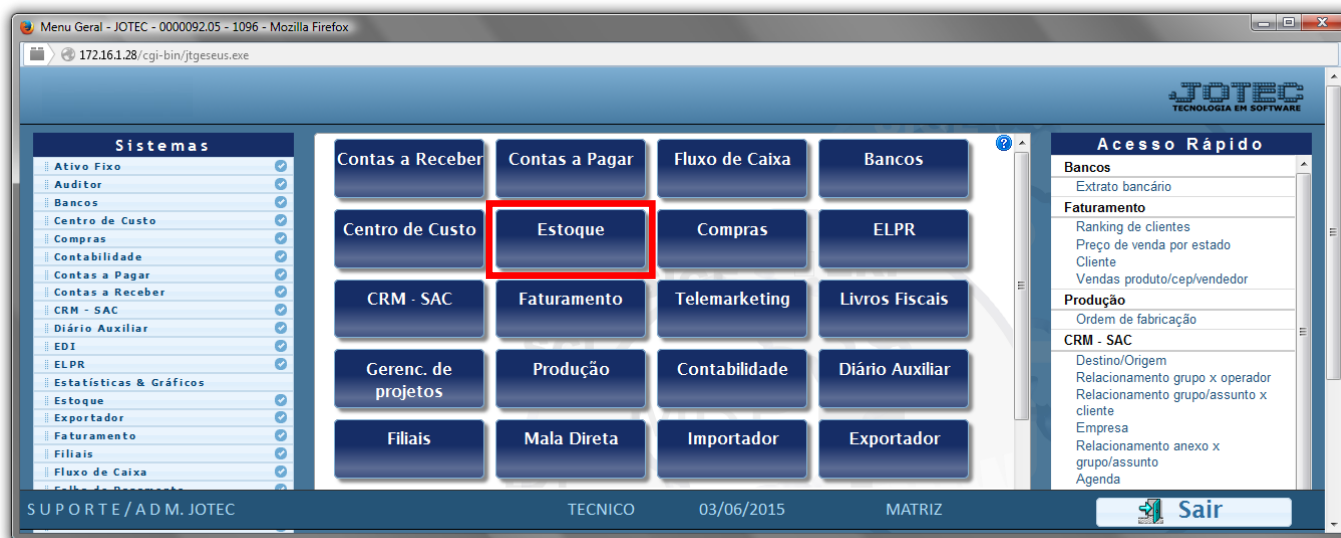 Menu Geral - JOTEC - 0000092.05 - 1096 - Mozilla Firefox
172.16.1.28/cgi-bin/jtgeseus.exe
JOTEC
TECNOLOGIA EM SOFTWARE
Sistemas
Ativo Fixo
Auditor
Bancos
Centro de Custo
Compras
Contabilidade
Contas a Pagar
Contas a Receber
CRM - SAC
Diário Auxiliar
EDI
ELPR
Estatísticas & Gráficos
Estoque
Exportador
Faturamento
Filiais
Fluxo de Caixa
Contas a Receber
Contas a Pagar
Fluxo de Caixa
Bancos
Centro de Custo
Estoque
Compras
ELPR
CRM - SAC
Faturamento
Telemarketing
Livros Fiscais
Gerenc. de
projetos
Produção
Contabilidade
Diário Auxiliar
Filiais
Mala Direta
Importador
Exportador
Acesso Rápido
Bancos
Extrato bancário
Faturamento
Ranking de clientes
Preço de venda por estado
Cliente
Vendas produto/cep/vendedor
Produção
Ordem de fabricação
CRM - SAC
Destino/Origem
Relacionamento grupo x operador
Relacionamento grupo/assunto x
cliente
Empresa
Relacionamento anexo x
grupo/assunto
Agenda
SUPORTE/ADM. JOTEC
TECNICO
03/06/2015
MATRIZ
Sair